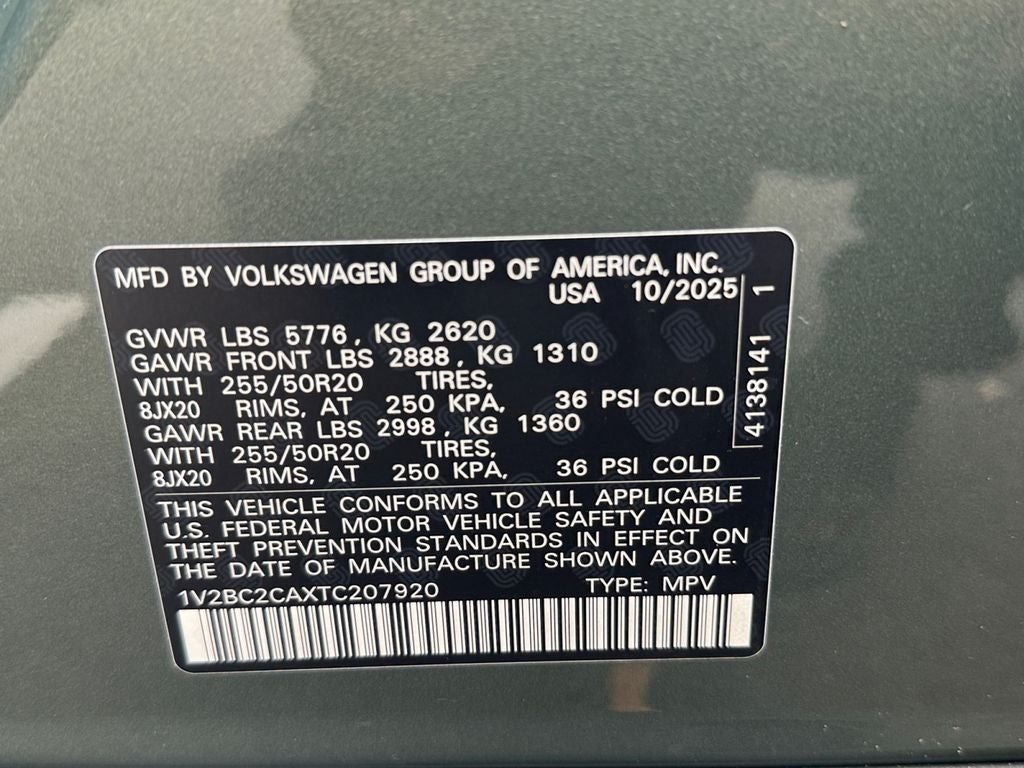 MFD BY VOLKSWAGEN GROUP OF AMERICA, INC.
USA 10/2025
GVWR LBS 5776, KG 2620
GAWR FRONT LBS 2888, KG 1310
WITH 255/50R20 TIRES,
8JX20 RIMS, AT 250 KPA, 36 PSI COLD
GAWR REAR LBS 2998, KG 1360
WITH 255/50R20 TIRES,
8JX20 RIMS, AT 250 KPA, 36 PSI COLD
THIS VEHICLE CONFORMS TO ALL APPLICABLE
U.S. FEDERAL MOTOR VEHICLE SAFETY AND
THEFT PREVENTION STANDARDS IN EFFECT ON
THE DATE OF MANUFACTURE SHOWN ABOVE.
1V2BC2CAXTC207920 TYPE: MPV
4138141 1